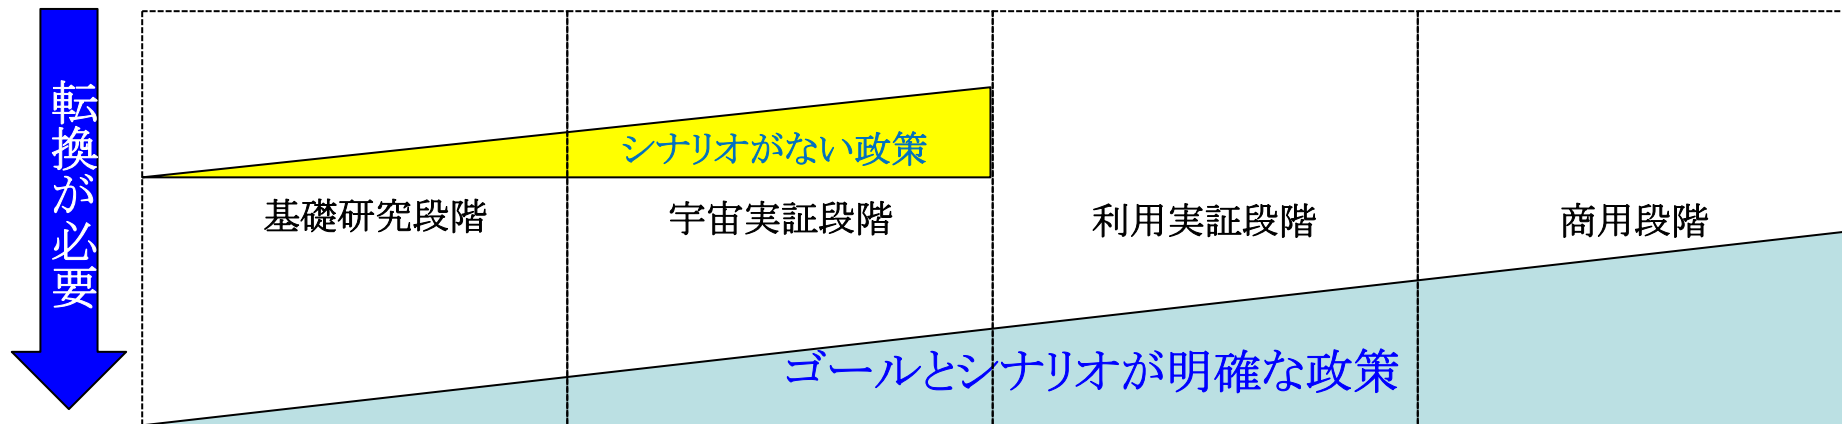 転換が必要
シナリオがない政策
基礎研究段階
宇宙実証段階
利用実証段階
商用段階
ゴールとシナリオが明確な政策